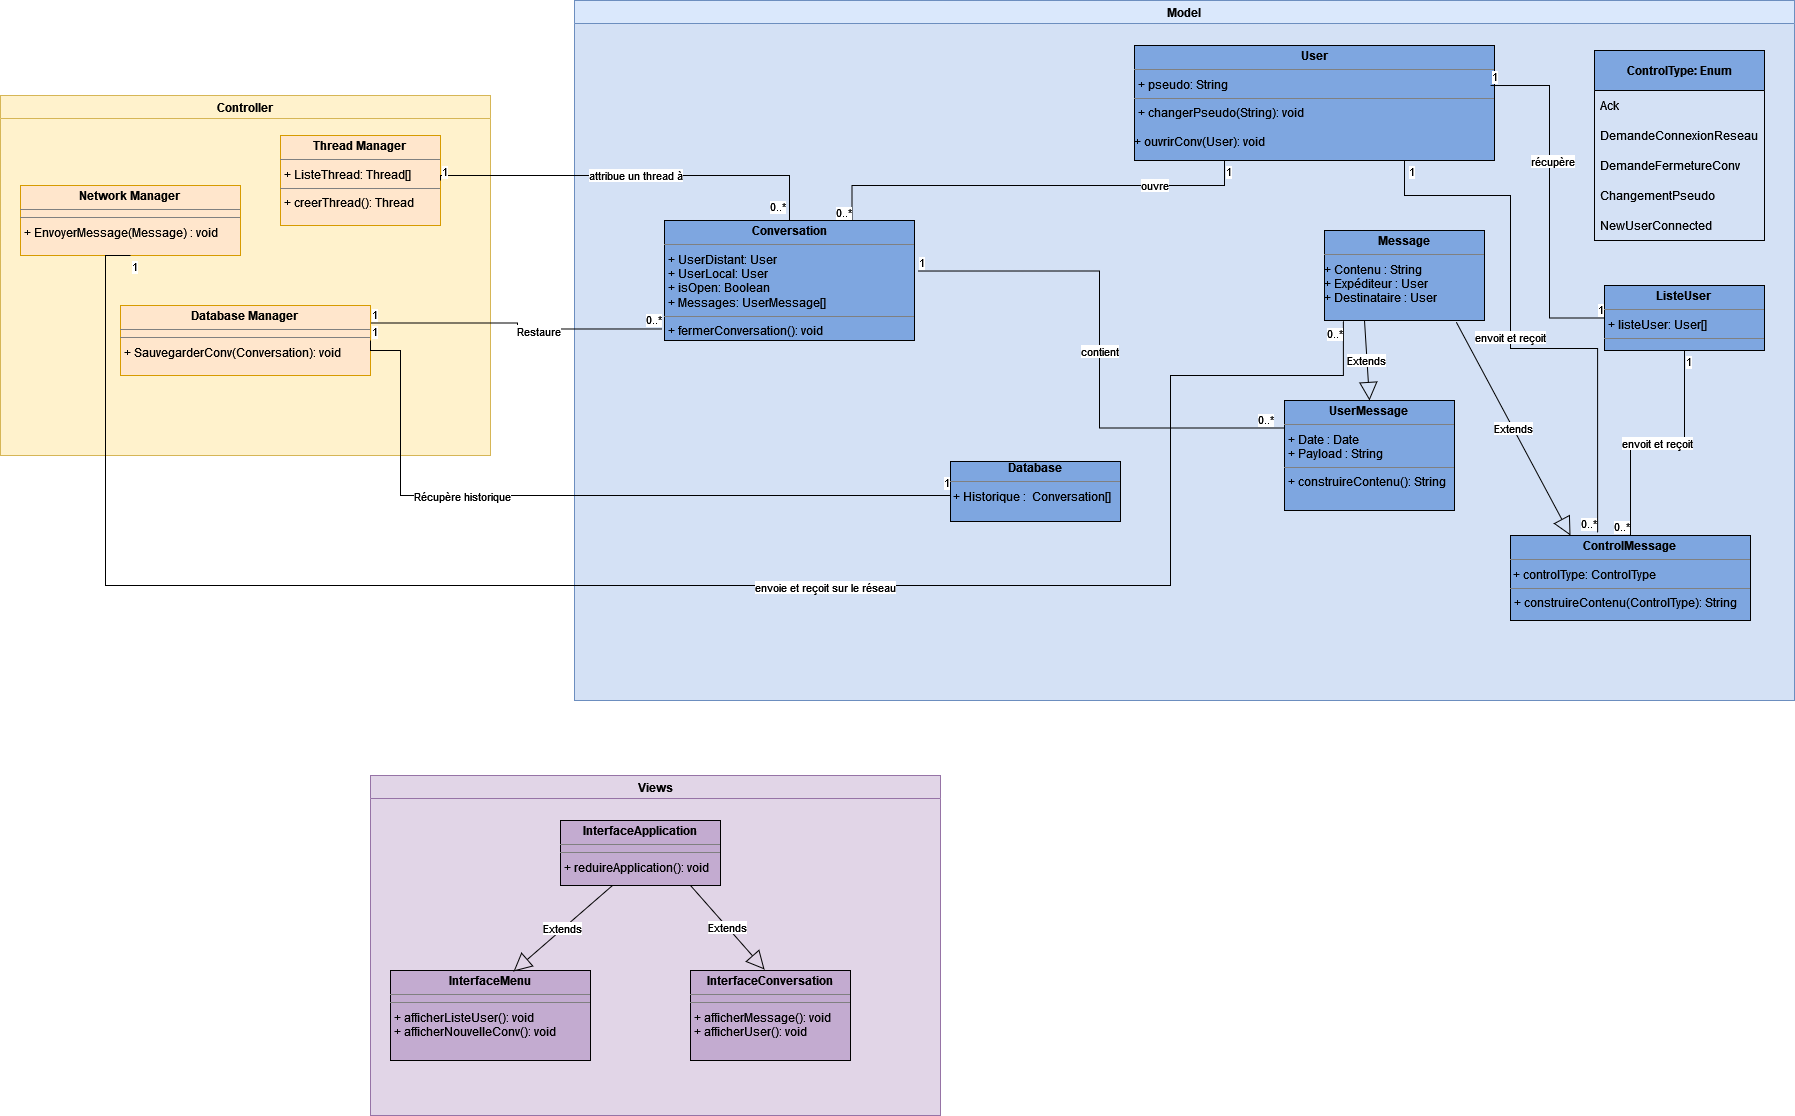 Model
User
+ pseudo: String
+ changerPseudo(String): void
+ ouvrirConv(User): void
1
1
1
ControlType: Enum
Ack
DemandeConnexionReseau
DemandeFermetureConv
ChangementPseudo
NewUserConnected
récupère
ouvre
Controller
Thread Manager
+ ListeThread: Thread[]
+ creerThread(): Thread
1
attribue un thread à
0..*
0..*
Network Manager
+ EnvoyerMessage(Message) : void
1
Database Manager
+ SauvegarderConv(Conversation): void
1
1
Restaure
0..*
Récupère historique
1
Conversation
+ UserDistant: User
+ UserLocal: User
+ isOpen: Boolean
+ Messages: UserMessage[]
+ fermerConversation(): void
1
contient
0..*
Message
+ Contenu : String
+ Expéditeur : User
+ Destinataire : User
0..*
Extends
Extends
envoit et reçoit
ListeUser
+ listeUser: User[]
1
1
envoit et reçoit
0..*
0..*
UserMessage
+ Date : Date
+ Payload : String
+ construireContenu(): String
Database
+ Historique :  Conversation[]
ControlMessage
+ controlType: ControlType
+ construireContenu(ControlType): String
envoie et reçoit sur le réseau
Views
InterfaceApplication
+ reduireApplication(): void
Extends
Extends
InterfaceMenu
+ afficherListeUser(): void
+ afficherNouvelleConv(): void
InterfaceConversation
+ afficherMessage(): void
+ afficherUser(): void